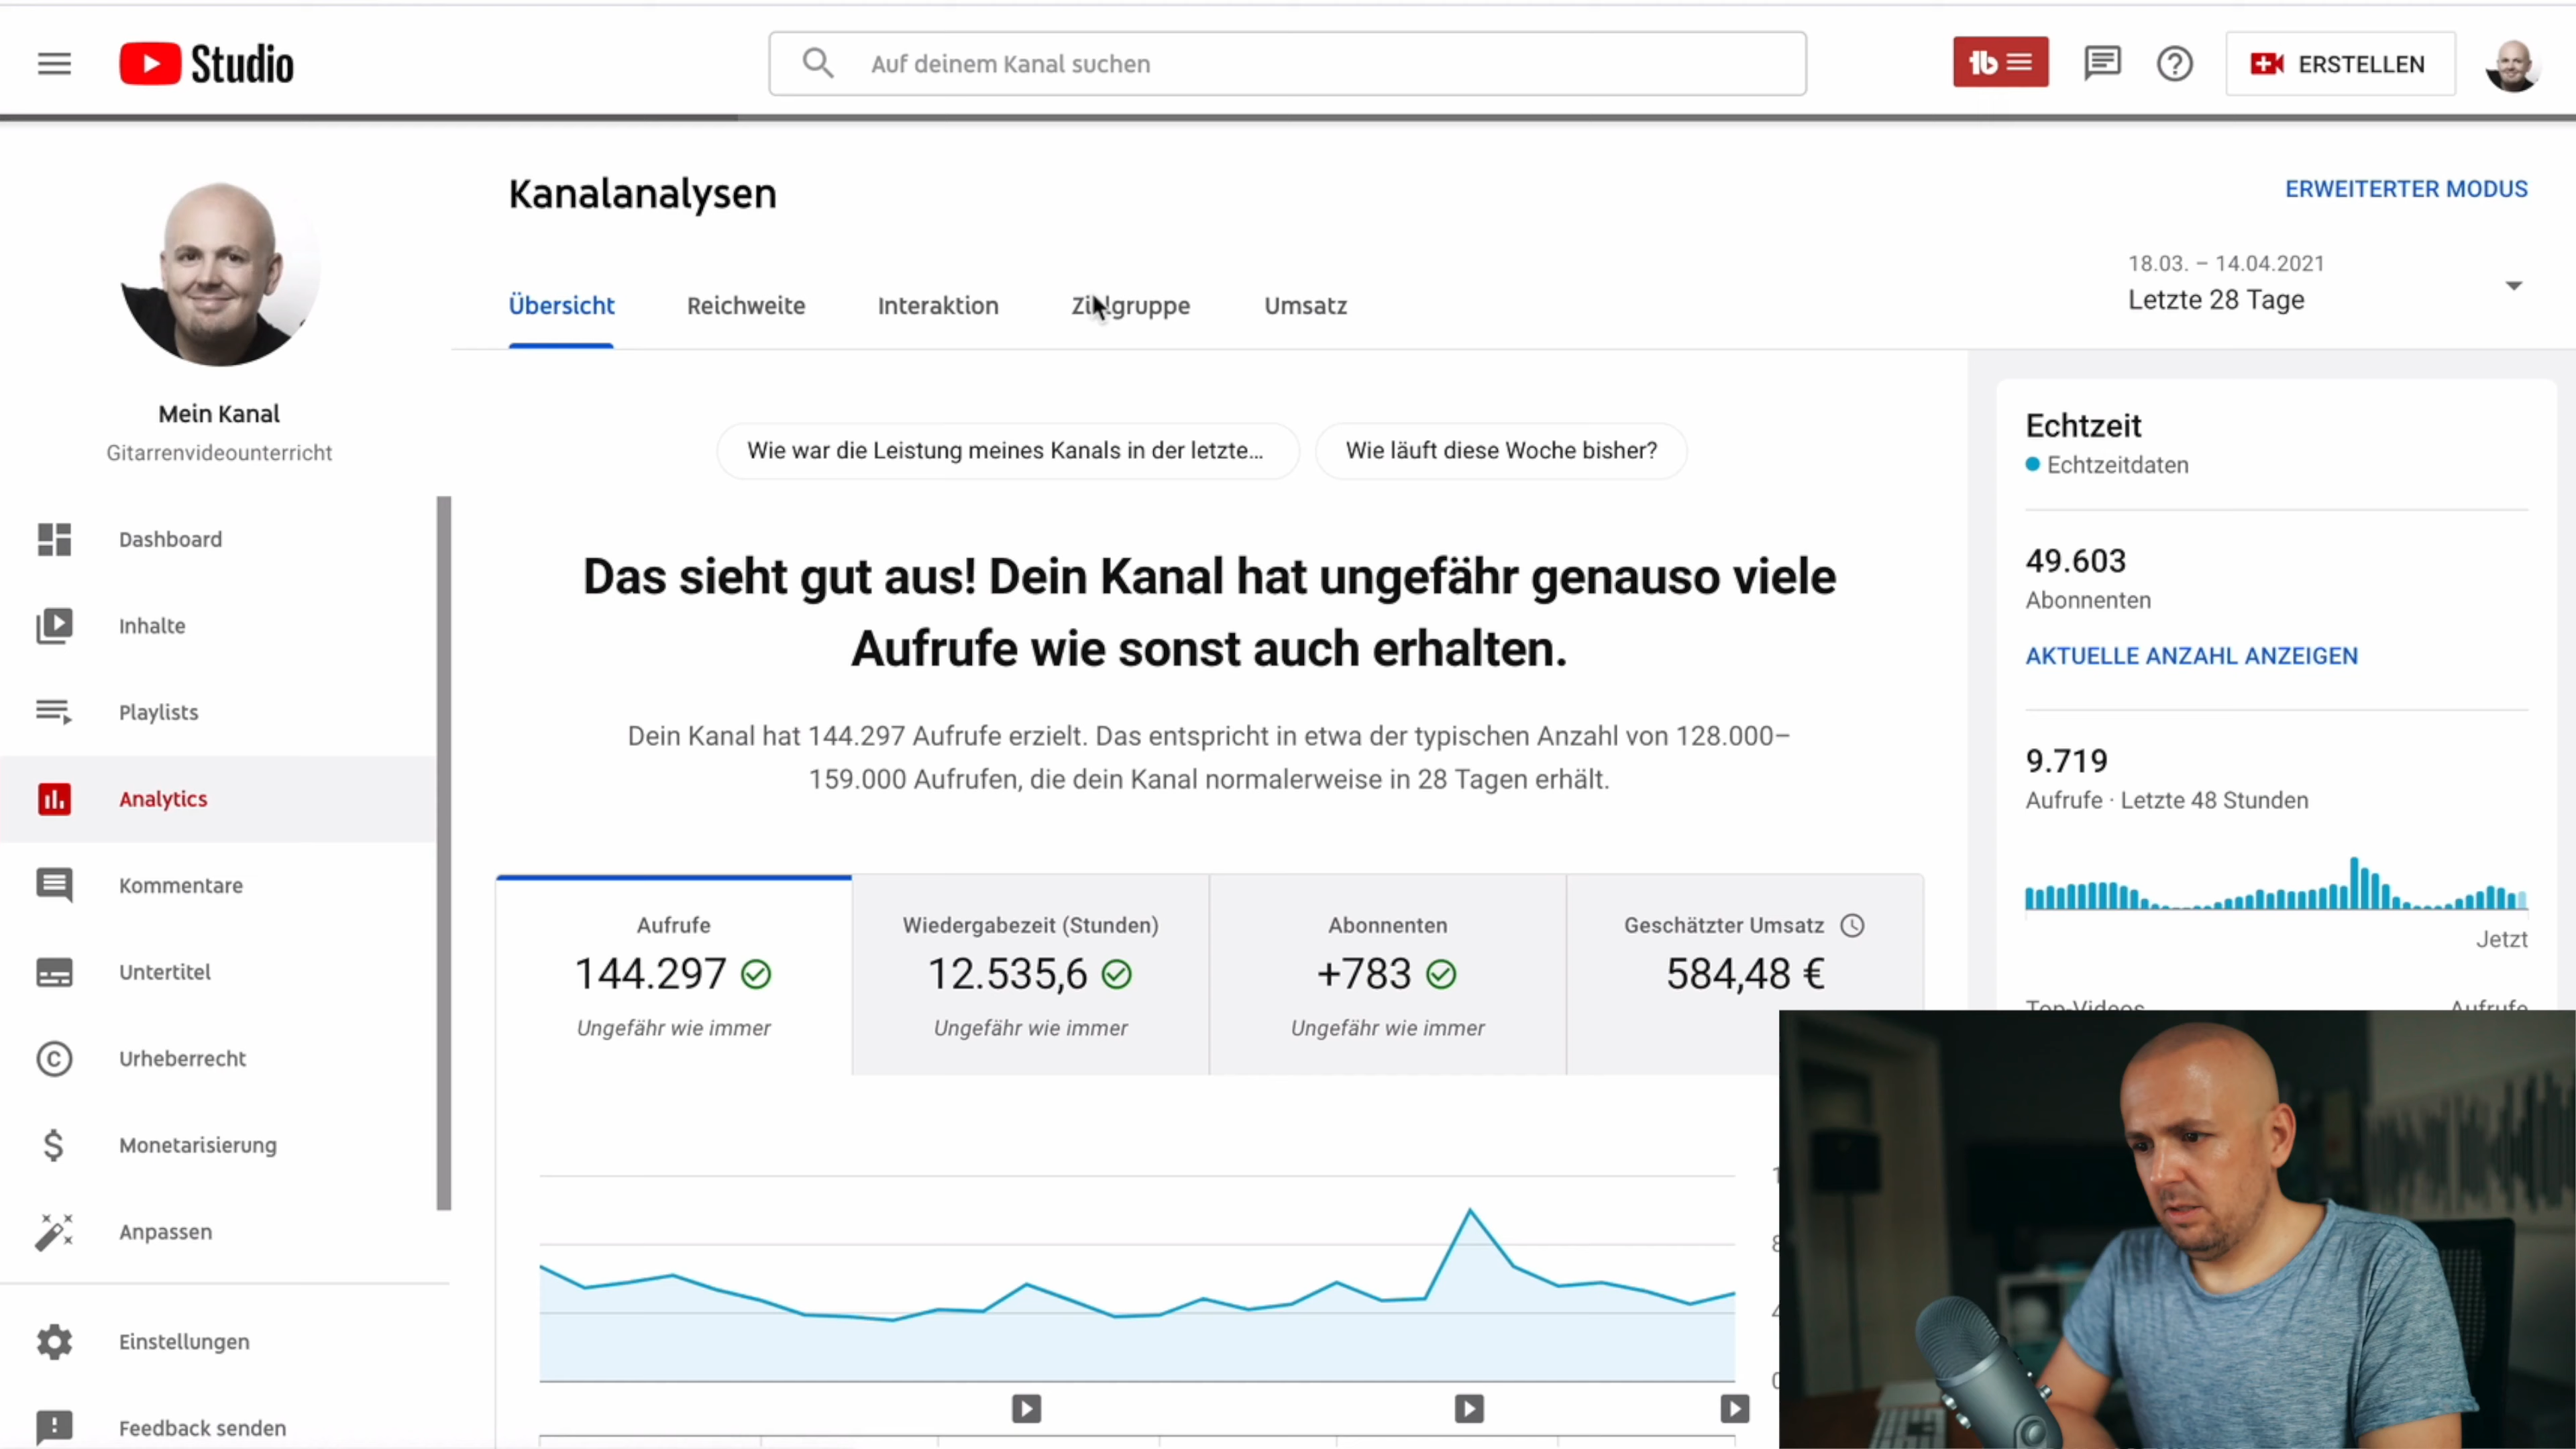 Studio
Auf deinem Kanal suchen
ERSTELLEN
Kanalanalysen
ERWEITERTER MODUS
18.03. – 14.04.2021
Letzte 28 Tage
Übersicht
Reichweite
Interaktion
Zielgruppe
Umsatz
Mein Kanal
Gitarrenvideounterricht
Dashboard
Inhalte
Playlists
Analytics
Kommentare
Untertitel
Urheberrecht
Monetarisierung
Anpassen
Einstellungen
Feedback senden
Wie war die Leistung meines Kanals in der letzte...
Wie läuft diese Woche bisher?
Das sieht gut aus! Dein Kanal hat ungefähr genauso viele
Aufrufe wie sonst auch erhalten.
Dein Kanal hat 144.297 Aufrufe erzielt. Das entspricht in etwa der typischen Anzahl von 128.000–
159.000 Aufrufen, die dein Kanal normalerweise in 28 Tagen erhält.
Aufrufe
144.297
Ungefähr wie immer
Wiedergabezeit (Stunden)
12.535,6
Ungefähr wie immer
Abonnenten
+783
Ungefähr wie immer
Geschätzter Umsatz
584,48 €
Echtzeit
Echtzeitdaten
49.603
Abonnenten
AKTUELLE ANZAHL ANZEIGEN
9.719
Aufrufe · Letzte 48 Stunden
Jetzt
Top-Videos
Aufrufe